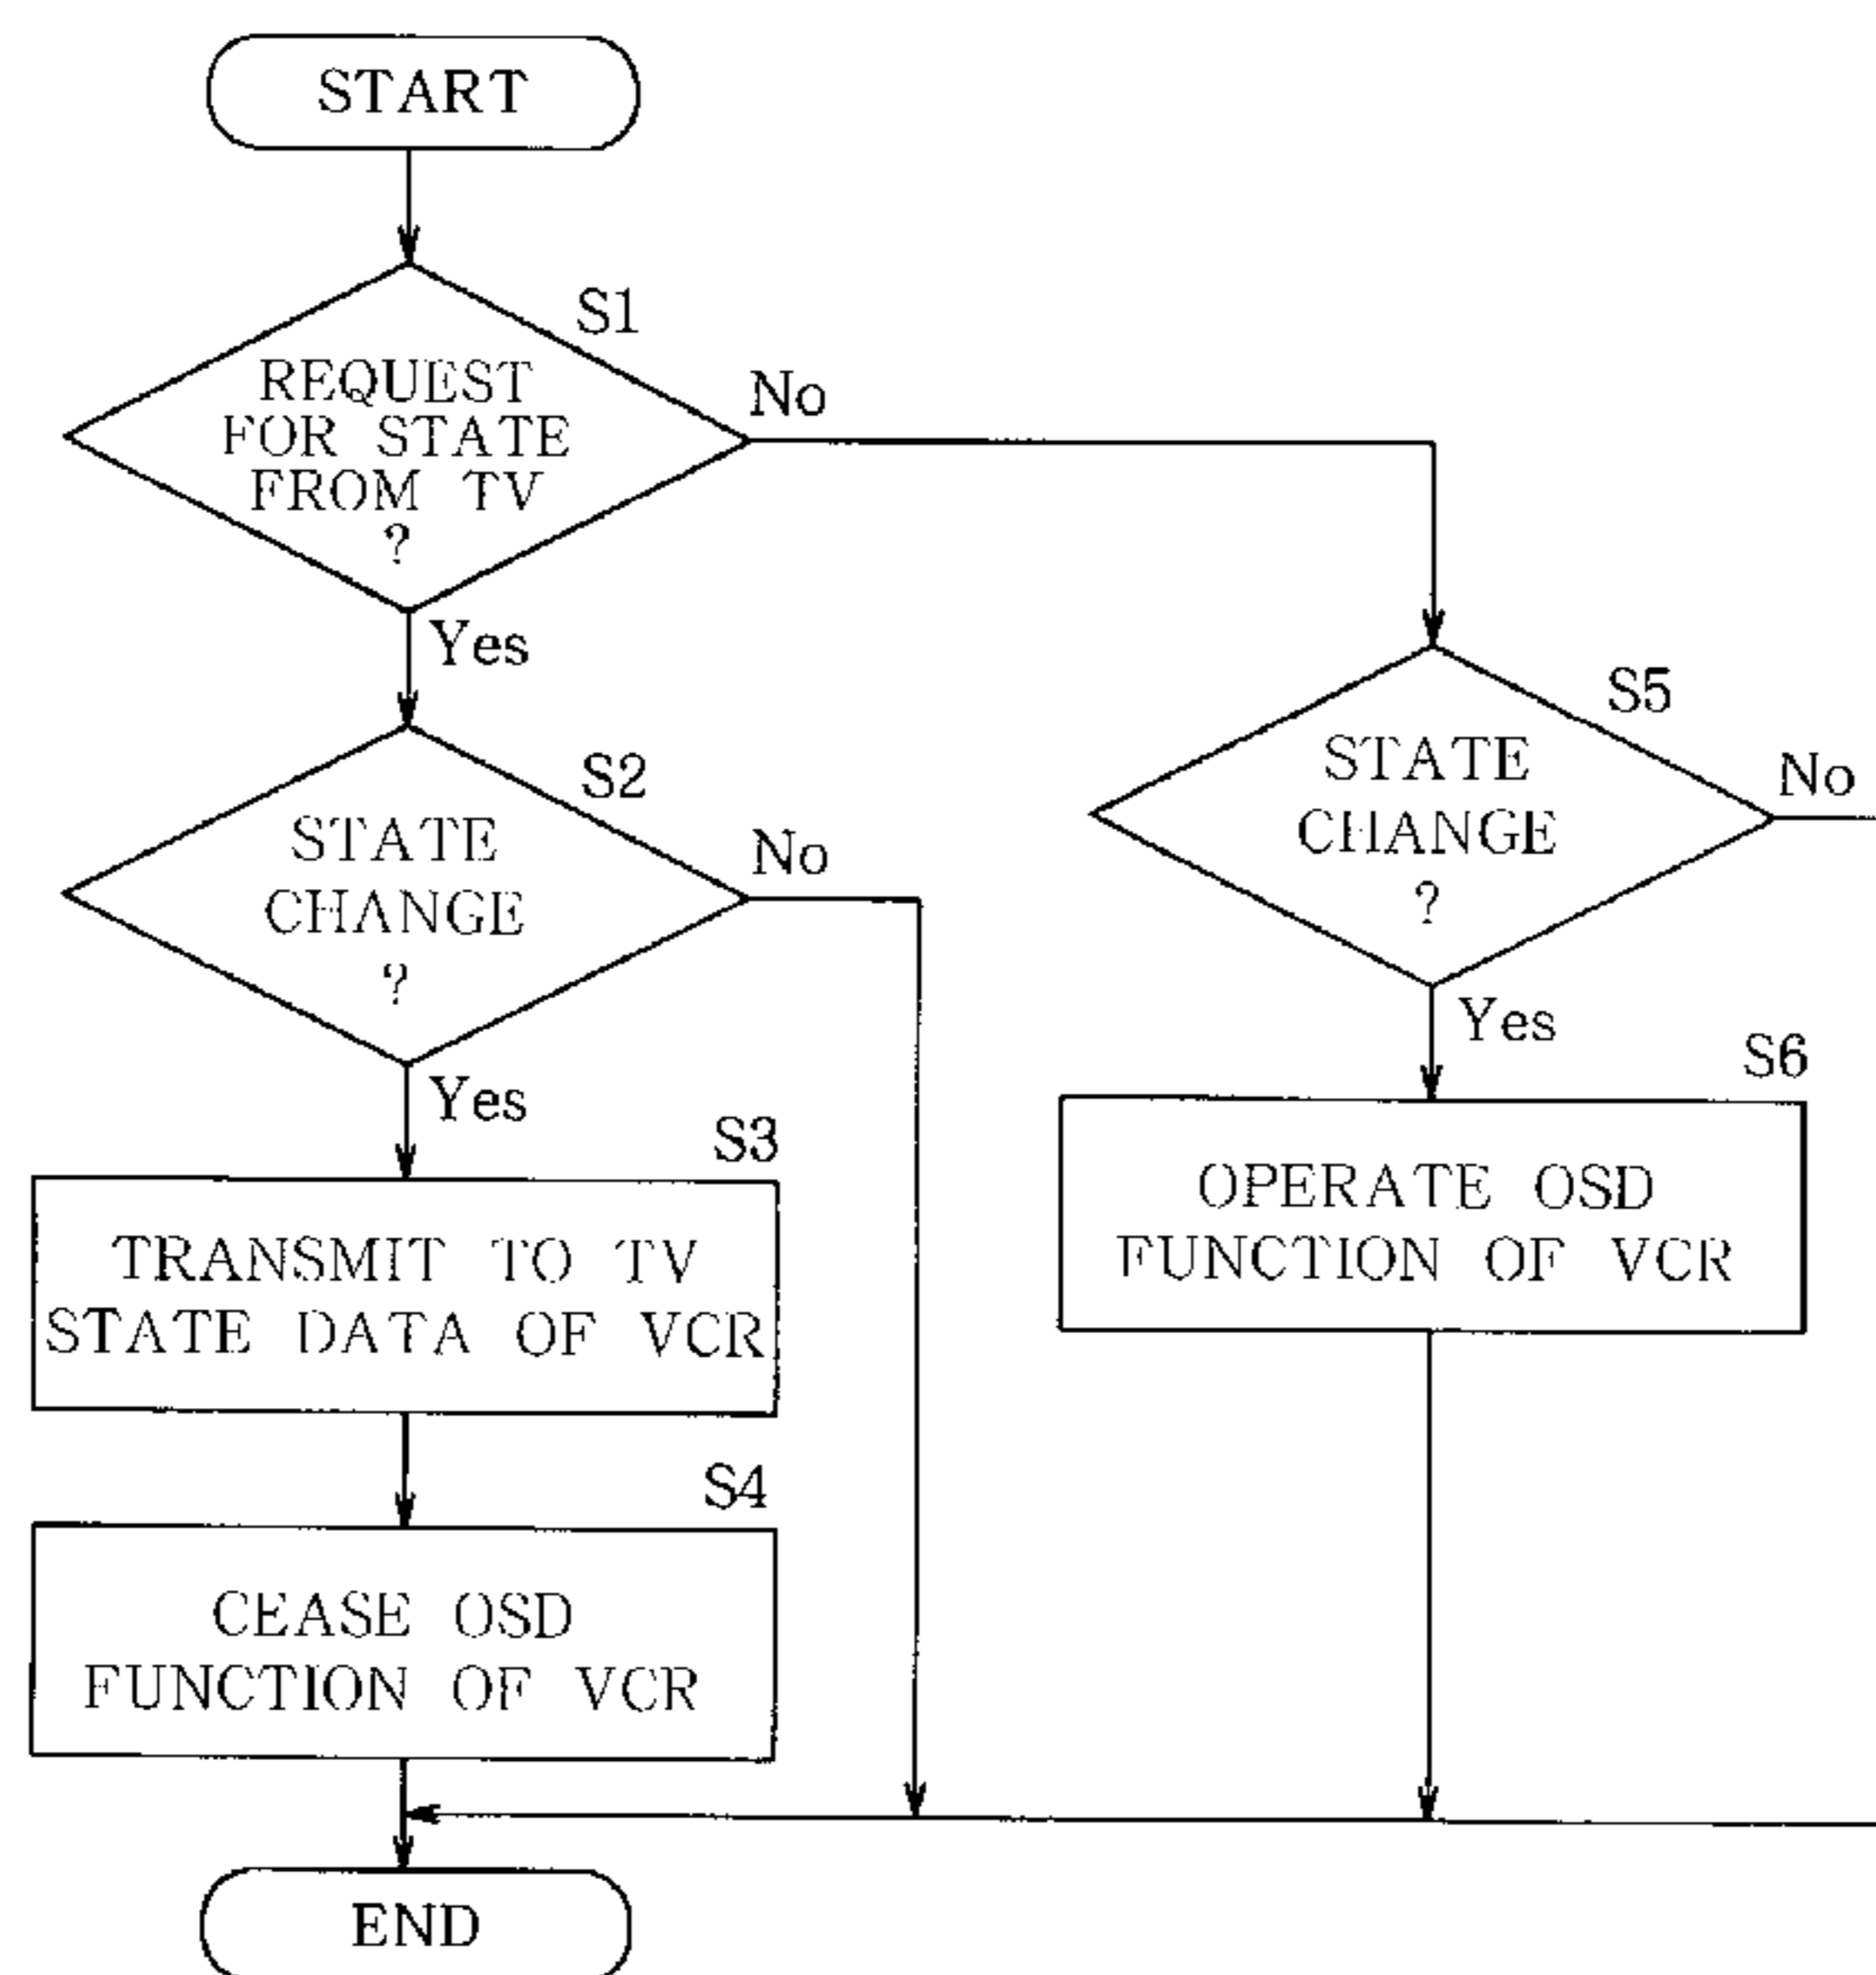 START
S1
REQUEST
FOR STATE
FROM TV
?
No
Yes
S2
STATE
CHANGE
?
No
Yes
S3
TRANSMIT TO TV
STATE DATA OF VCR
S4
CEASE OSD
FUNCTION OF VCR
END
S5
STATE
CHANGE
?
No
Yes
S6
OPERATE OSD
FUNCTION OF VCR